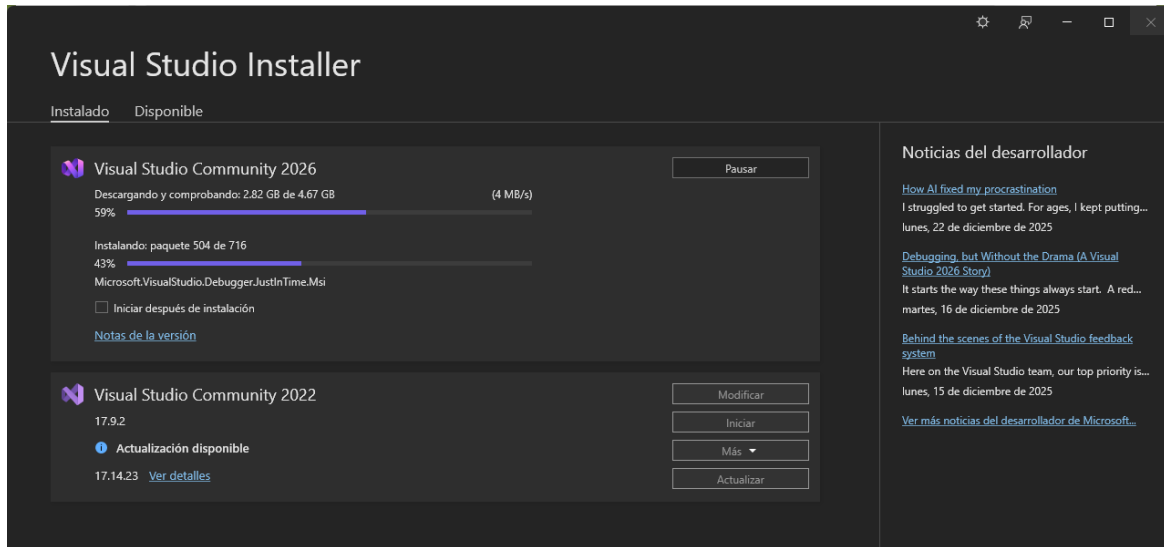 Visual Studio Installer
Instalado
Disponible
Visual Studio Community 2026
Pausar
Descargando y comprobando: 2.82 GB de 4.67 GB
(4 MB/s)
59%
Instalando: paquete 504 de 716
43%
Microsoft.VisualStudio.Debugger.JustInTime.Msi
Iniciar después de instalación
Notas de la versión
Visual Studio Community 2022
Modificar
17.9.2
Iniciar
Actualización disponible
Más
17.14.23 Ver detalles
Actualizar
Noticias del desarrollador
How AI fixed my procrastination
I struggled to get started. For ages, I kept putting...
lunes, 22 de diciembre de 2025
Debugging, but Without the Drama (A Visual
Studio 2026 Story)
It starts the way these things always start. A red...
martes, 16 de diciembre de 2025
Behind the scenes of the Visual Studio feedback
system
Here on the Visual Studio team, our top priority is...
lunes, 15 de diciembre de 2025
Ver más noticias del desarrollador de Microsoft...